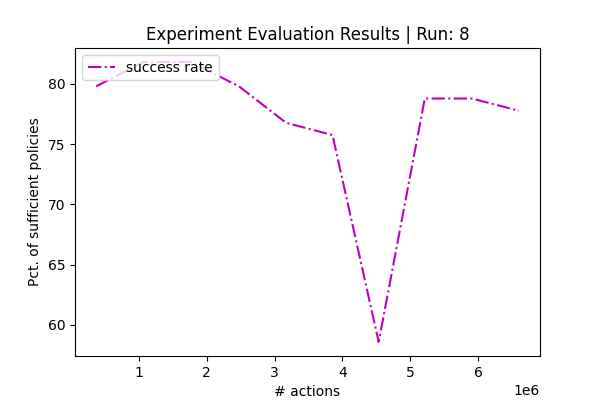 Experiment Evaluation Results | Run: 8
success rate
Pct. of sufficient policies
80
75
70
65
60
1 2 3 4 5 6
1e6
# actions